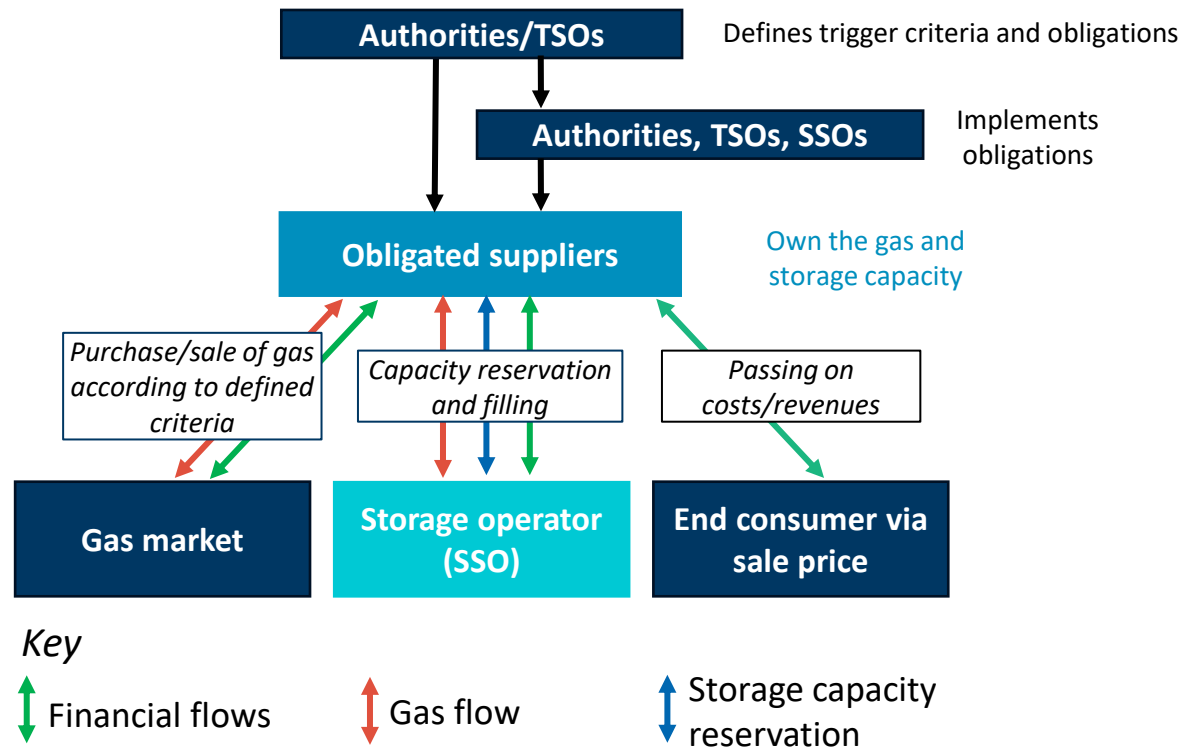 Authorities/TSOs
Defines trigger criteria and obligations
Authorities, TSOs, SSOs
Implements
obligations
Obligated suppliers
Own the gas and
storage capacity
Purchase/sale of gas
according to defined
criteria
Capacity reservation
and filling
Passing on
costs/revenues
Gas market
Storage operator
(SSO)
End consumer via
sale price
Key
Financial flows
Gas flow
Storage capacity
reservation